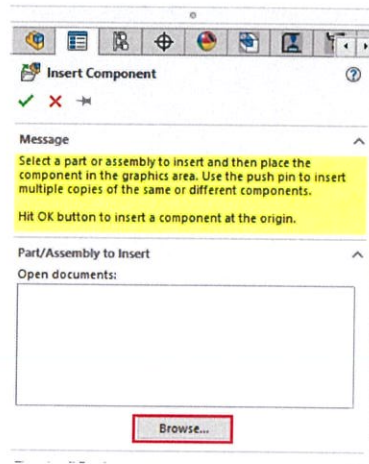 Insert Component
Message
Select a part or assembly to insert and then place the
component in the graphics area. Use the push pin to insert
multiple copies of the same or different components.
Hit OK button to insert a component at the origin.
Part/Assembly to Insert
Open documents:
Browse...